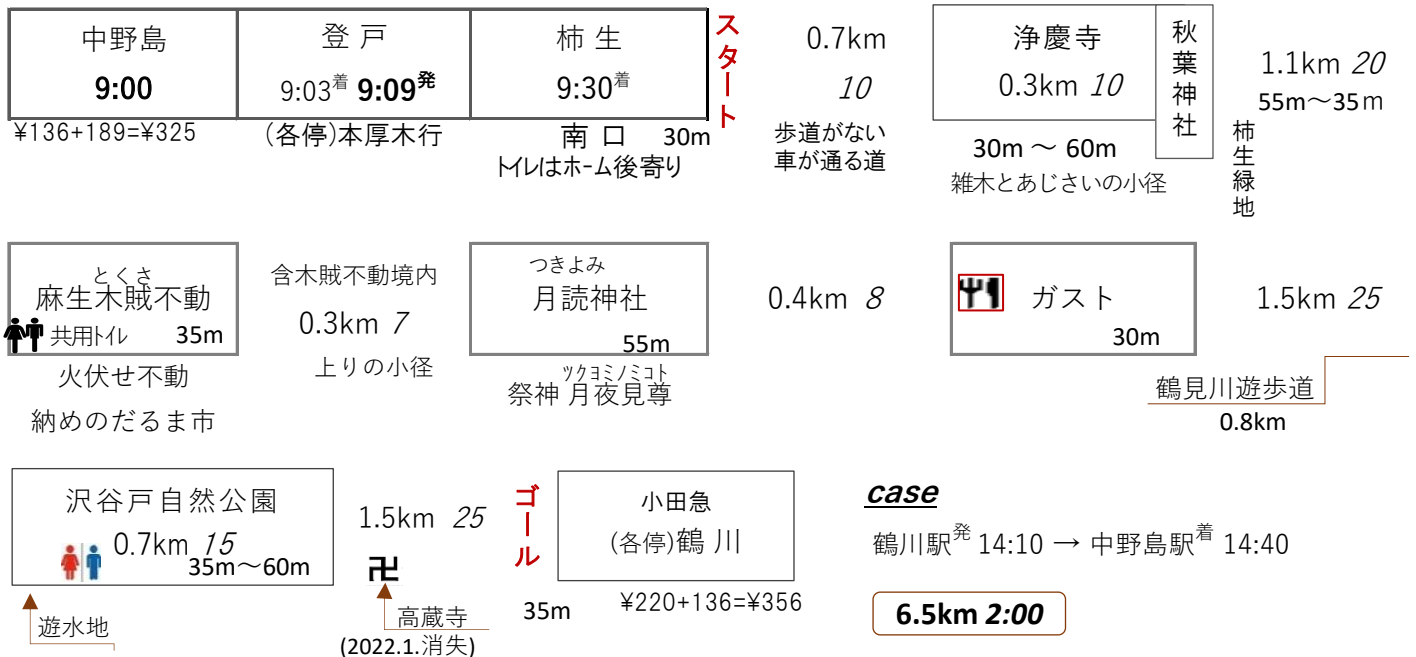 中野島
9:00
¥136+189=¥325
登戸
9:03着 9:09発
(各停)本厚木行
柿生
9:30着
南口 30m
トイレはホーム後寄り
スタート
0.7km
10
歩道がない
車が通る道
浄慶寺
0.3km 10
30m～60m
雑木とあじさいの小径
秋葉神社
1.1km 20
55m～35m
柿生緑地
とくさ
麻生木賊不動
共用トイレ 35m
火伏せ不動
納めのだるま市
含木賊不動境内
0.3km 7
上りの小径
つきよみ
月読神社
55m
ツクヨミノミコト
祭神 月夜見尊
0.4km 8
ガスト
30m
1.5km 25
鶴見川遊歩道
0.8km
沢谷戸自然公園
0.7km 15
35m～60m
遊水地
1.5km 25
卍
高蔵寺
(2022.1.消失)
ゴール
35m
小田急
(各停)鶴川
¥220+136=¥356
case
鶴川駅発 14:10 → 中野島駅着 14:40
6.5km 2:00